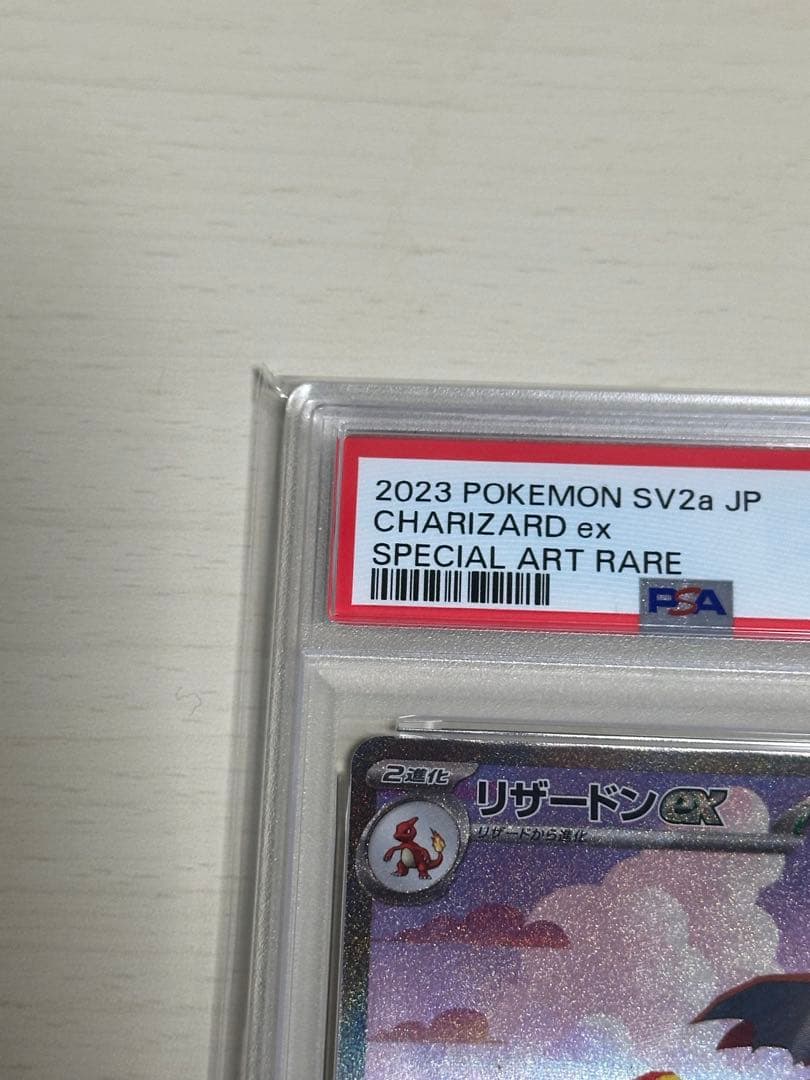 2023 POKEMON SV2a JP
CHARIZARD ex
SPECIAL ART RARE
PSA
2進化
リザードンex
リザードから進化